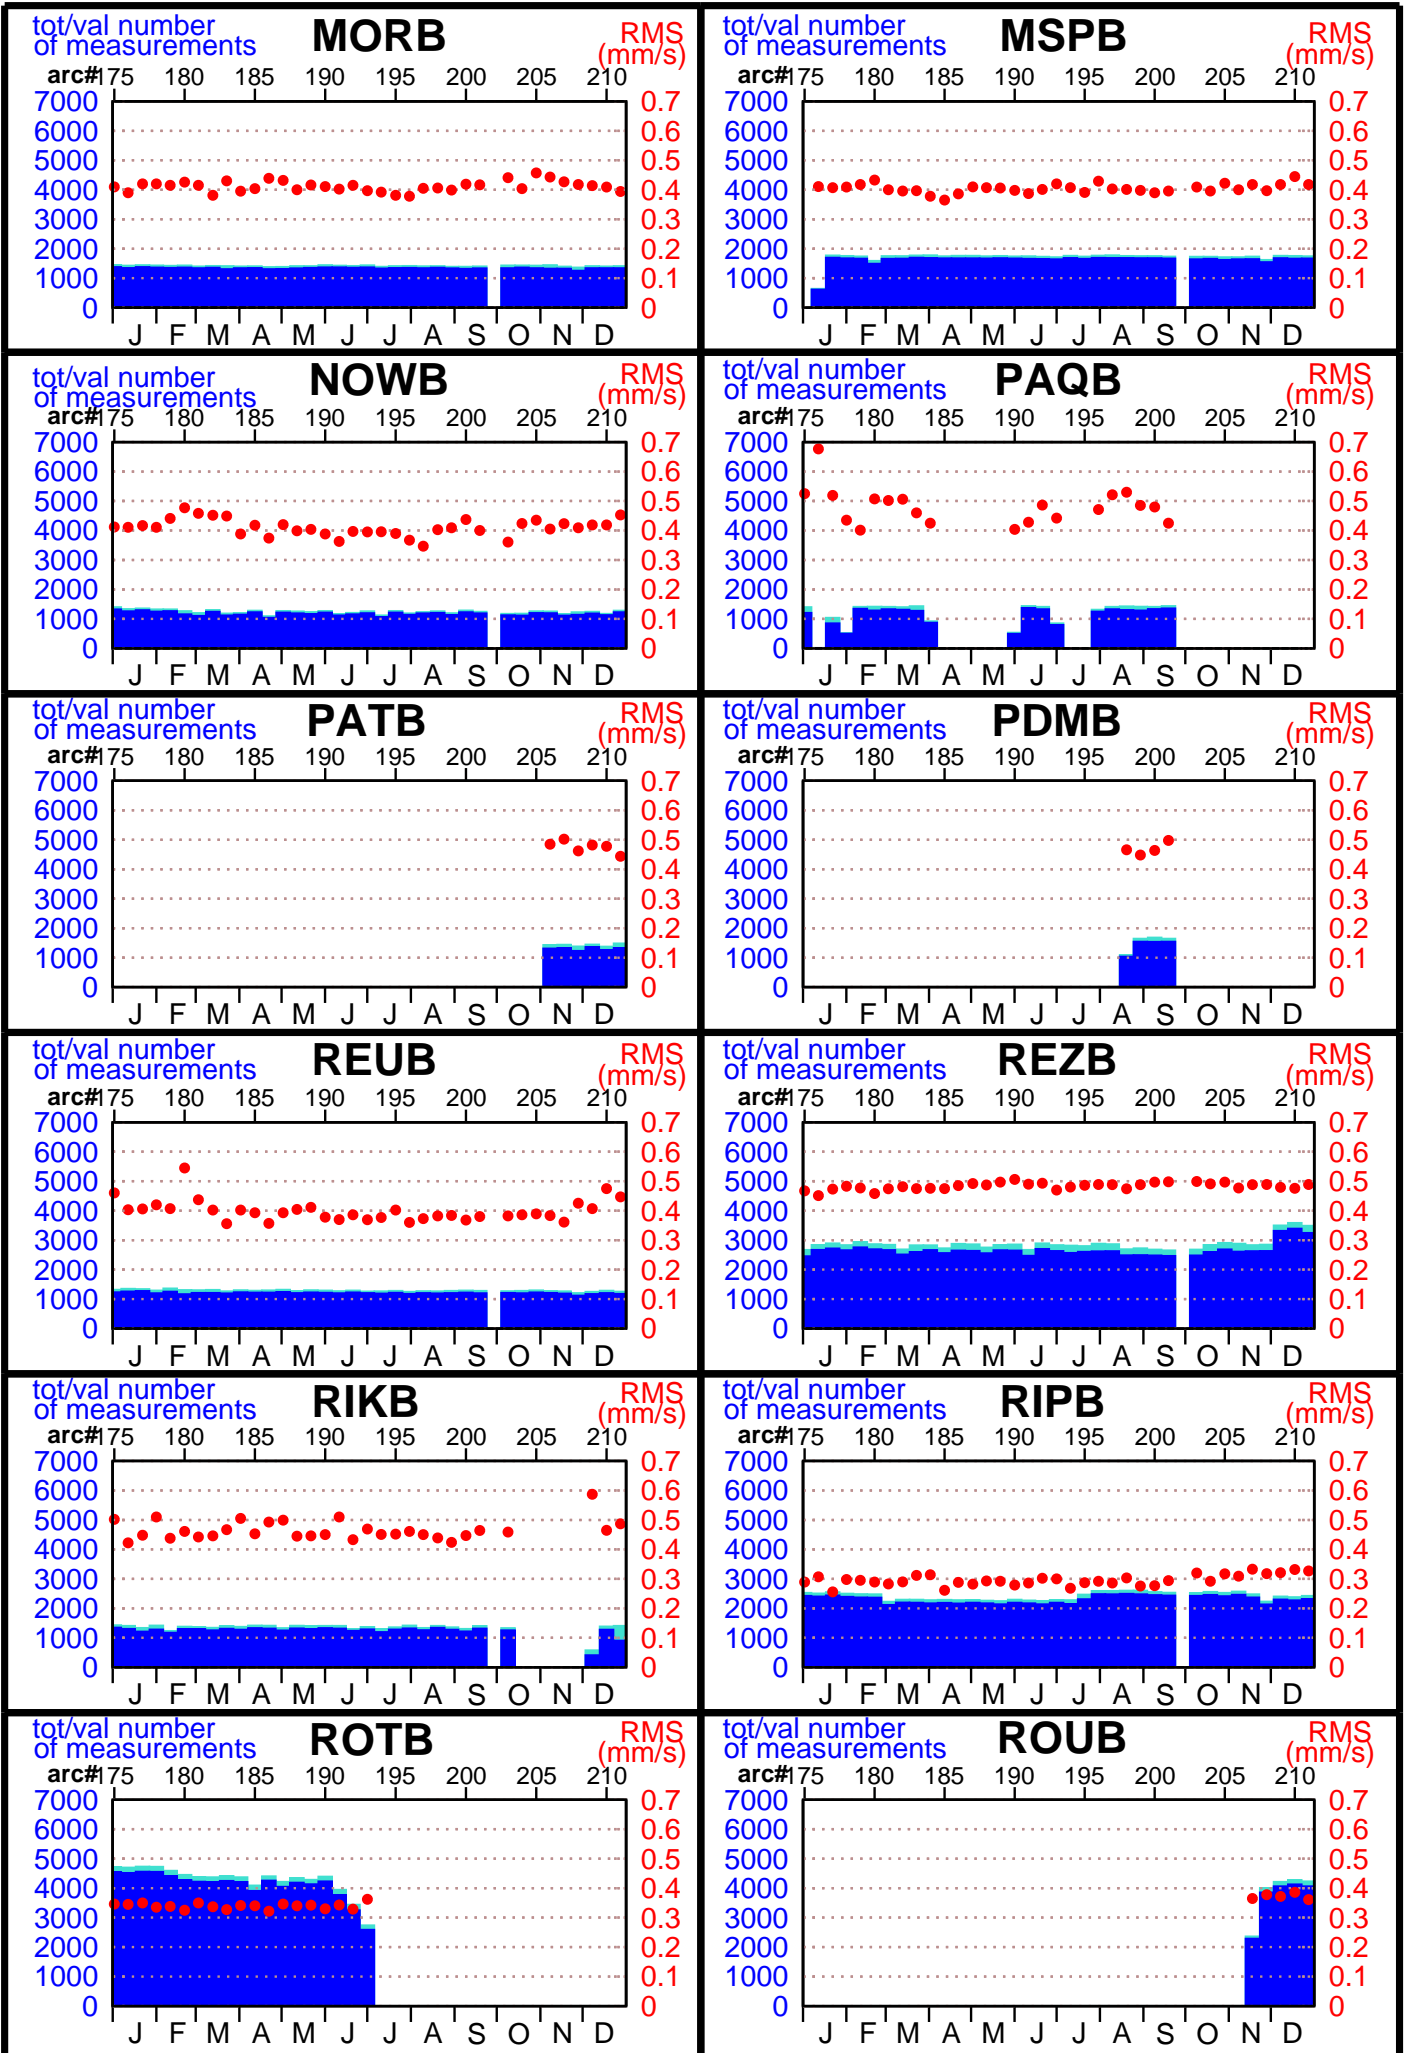 tot/val number
of measurements
MORB
RMS
(mm/s)
arc# 175 180 185 190 195 200 205 210
7000 0.7
6000 0.6
5000 0.5
4000 0.4
3000 0.3
2000 0.2
1000 0.1
0 0
J F M A M J J A S O N D
tot/val number
of measurements
MSPB
RMS
(mm/s)
arc# 175 180 185 190 195 200 205 210
7000 0.7
6000 0.6
5000 0.5
4000 0.4
3000 0.3
2000 0.2
1000 0.1
0 0
J F M A M J J A S O N D
tot/val number
of measurements
NOWB
RMS
(mm/s)
arc# 175 180 185 190 195 200 205 210
7000 0.7
6000 0.6
5000 0.5
4000 0.4
3000 0.3
2000 0.2
1000 0.1
0 0
J F M A M J J A S O N D
tot/val number
of measurements
PAQB
RMS
(mm/s)
arc# 175 180 185 190 195 200 205 210
7000 0.7
6000 0.6
5000 0.5
4000 0.4
3000 0.3
2000 0.2
1000 0.1
0 0
J F M A M J J A S O N D
tot/val number
of measurements
PATB
RMS
(mm/s)
arc# 175 180 185 190 195 200 205 210
7000 0.7
6000 0.6
5000 0.5
4000 0.4
3000 0.3
2000 0.2
1000 0.1
0 0
J F M A M J J A S O N D
tot/val number
of measurements
PDMB
RMS
(mm/s)
arc# 175 180 185 190 195 200 205 210
7000 0.7
6000 0.6
5000 0.5
4000 0.4
3000 0.3
2000 0.2
1000 0.1
0 0
J F M A M J J A S O N D
tot/val number
of measurements
REUB
RMS
(mm/s)
arc# 175 180 185 190 195 200 205 210
7000 0.7
6000 0.6
5000 0.5
4000 0.4
3000 0.3
2000 0.2
1000 0.1
0 0
J F M A M J J A S O N D
tot/val number
of measurements
REZB
RMS
(mm/s)
arc# 175 180 185 190 195 200 205 210
7000 0.7
6000 0.6
5000 0.5
4000 0.4
3000 0.3
2000 0.2
1000 0.1
0 0
J F M A M J J A S O N D
tot/val number
of measurements
RIKB
RMS
(mm/s)
arc# 175 180 185 190 195 200 205 210
7000 0.7
6000 0.6
5000 0.5
4000 0.4
3000 0.3
2000 0.2
1000 0.1
0 0
J F M A M J J A S O N D
tot/val number
of measurements
RIPB
RMS
(mm/s)
arc# 175 180 185 190 195 200 205 210
7000 0.7
6000 0.6
5000 0.5
4000 0.4
3000 0.3
2000 0.2
1000 0.1
0 0
J F M A M J J A S O N D
tot/val number
of measurements
ROTB
RMS
(mm/s)
arc# 175 180 185 190 195 200 205 210
7000 0.7
6000 0.6
5000 0.5
4000 0.4
3000 0.3
2000 0.2
1000 0.1
0 0
J F M A M J J A S O N D
tot/val number
of measurements
ROUB
RMS
(mm/s)
arc# 175 180 185 190 195 200 205 210
7000 0.7
6000 0.6
5000 0.5
4000 0.4
3000 0.3
2000 0.2
1000 0.1
0 0
J F M A M J J A S O N D